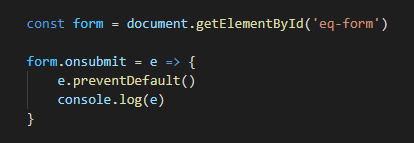 const form = document.getElementById('eq-form')
form.onsubmit = e => {
    e.preventDefault()
    console.log(e)
}